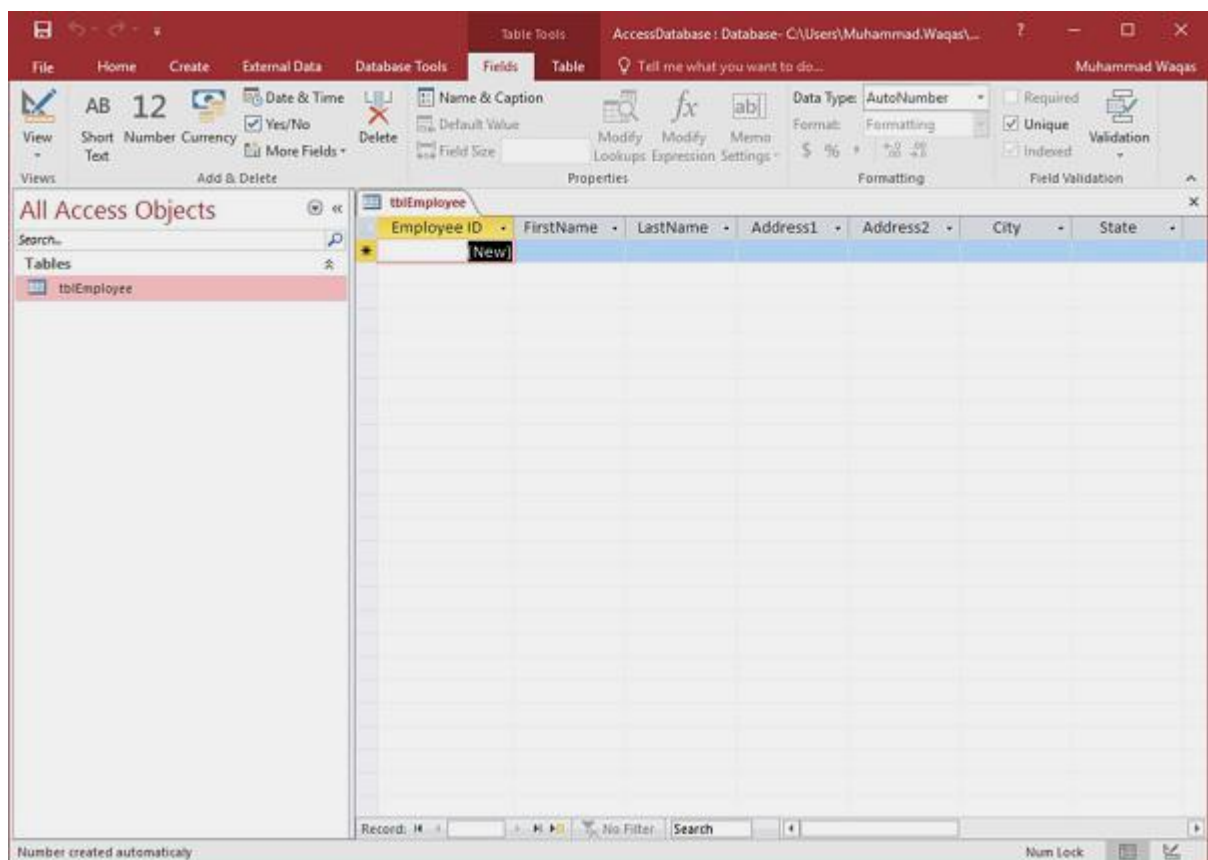 Table Tools AccessDatabase : Database- C:\Users\Muhammad.Waqas\... ?
File Home Create External Data Database Tools Fields Table Tell me what you want to do... Muhammad Waqas
View
Views
AB Short Text
12 Number
Currency
Date & Time
Yes/No
More Fields
Add & Delete
Delete
Name & Caption
Default Value
Field Size
Modify Lookups
fx Modify Expression
ab Memo Settings
Properties
Data Type: AutoNumber
Format: Formatting
$ %
Formatting
Required
Unique
Indexed
Validation
Field Validation
All Access Objects
Search...
Tables
tblEmployee
tblEmployee
Employee ID FirstName LastName Address1 Address2 City State
(New)
Record: No Filter Search
Number created automaticaly Num Lock